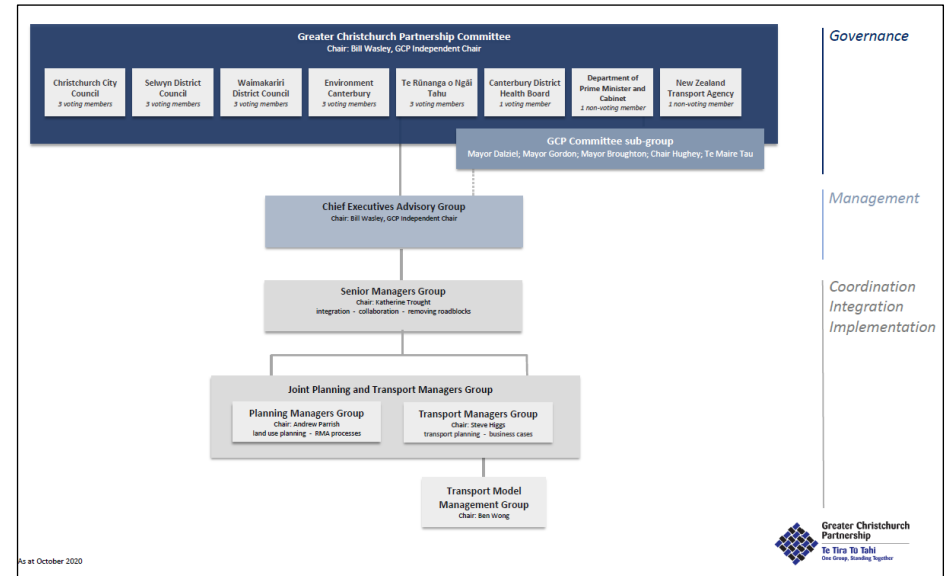 Greater Christchurch Partnership Committee
Chair: Bill Wasley, GCP Independent Chair
Christchurch City
Council
3 voting members
Selwyn District
Council
3 voting members
Waimakariri
District Council
3 voting members
Environment
Canterbury
3 voting members
Te Rūnanga o Ngāi
Tahu
3 voting members
Canterbury District
Health Board
1 voting member
Department of
Prime Minister and
Cabinet
1 non-voting member
New Zealand
Transport Agency
1 non-voting member
GCP Committee sub-group
Mayor Dalziel; Mayor Gordon; Mayor Broughton; Chair Hughey; Te Maire Tau
Governance
Chief Executives Advisory Group
Chair: Bill Wasley, GCP Independent Chair
Management
Senior Managers Group
Chair: Katherine Trought
integration - collaboration - removing roadblocks
Coordination
Integration
Implementation
Joint Planning and Transport Managers Group
Planning Managers Group
Chair: Andrew Parrish
land use planning - RMA processes
Transport Managers Group
Chair: Steve Higgs
transport planning - business cases
Transport Model
Management Group
Chair: Ben Wong
As at October 2020
Greater Christchurch
Partnership
Te Tira Tū Tahi
One Group, Standing Together